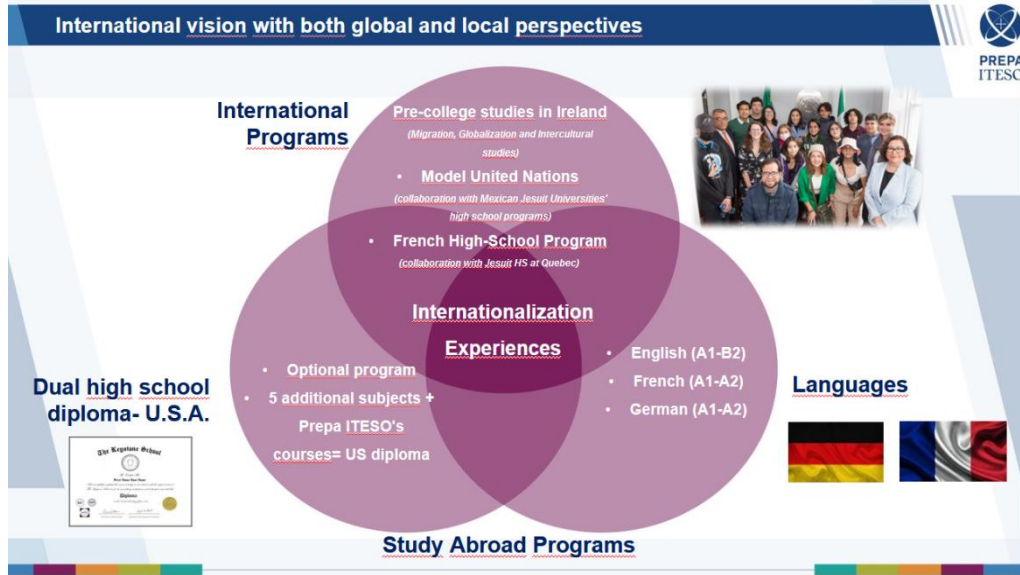 International vision with both global and local perspectives
PREPA
ITESO
International
Programs
Pre-college studies in Ireland
(Migration, Globalization and Intercultural
studies)
• Model United Nations
(collaboration with Mexican Jesuit Universities'
high school programs)
• French High-School Program
(collaboration with Jesuit HS at Quebec)
Internationalization
Experiences
Dual high school
diploma- U.S.A.
• Optional program
• 5 additional subjects +
Prepa ITESO's
courses= US diploma
• English (A1-B2)
• French (A1-A2)
• German (A1-A2)
Languages
The Keystone School
Diploma
Study Abroad Programs